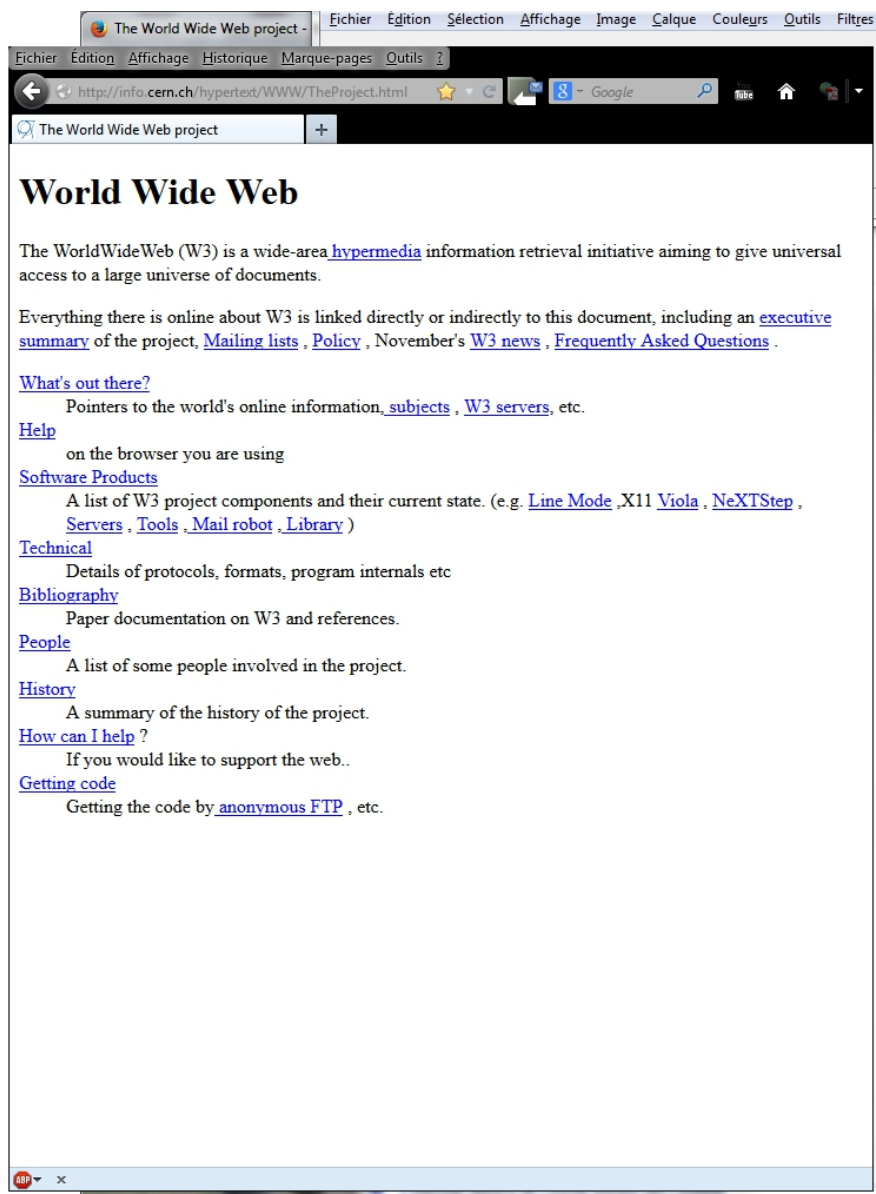 The World Wide Web project -
Fichier Édition Sélection Affichage Image Calque Couleurs Outils Filtres
Fichier Édition Affichage Historique Marque-pages Outils ?
http://info.cern.ch/hypertext/WWW/TheProject.html 8 Google You Tube
The World Wide Web project +
World Wide Web
The WorldWideWeb (W3) is a wide-area hypermedia information retrieval initiative aiming to give universal
access to a large universe of documents.
Everything there is online about W3 is linked directly or indirectly to this document, including an executive
summary of the project, Mailing lists , Policy , November's W3 news , Frequently Asked Questions .
What's out there?
Pointers to the world's online information, subjects , W3 servers, etc.
Help
on the browser you are using
Software Products
A list of W3 project components and their current state. (e.g. Line Mode ,X11 Viola , NeXTStep ,
Servers , Tools , Mail robot , Library )
Technical
Details of protocols, formats, program internals etc
Bibliography
Paper documentation on W3 and references.
People
A list of some people involved in the project.
History
A summary of the history of the project.
How can I help ?
If you would like to support the web..
Getting code
Getting the code by anonymous FTP , etc.
ABP x